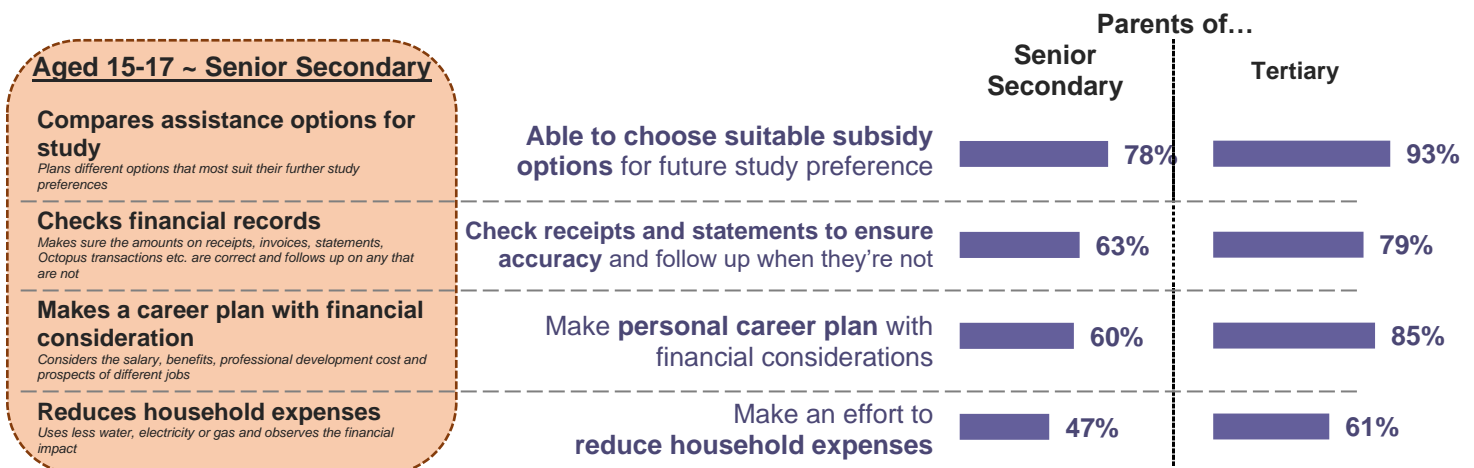 Parents of…
Aged 15-17 ~ Senior Secondary
Senior
Secondary
Tertiary
Compares assistance options for
study
Plans different options that most suit their further study
preferences
Able to choose suitable subsidy
options for future study preference
78%
93%
Checks financial records
Makes sure the amounts on receipts, invoices, statements,
Octopus transactions etc. are correct and follows up on any that
are not
Check receipts and statements to ensure
accuracy and follow up when they're not
63%
79%
Makes a career plan with financial
consideration
Considers the salary, benefits, professional development cost and
prospects of different jobs
Make personal career plan with
financial considerations
60%
85%
Reduces household expenses
Uses less water, electricity or gas and observes the financial
impact
Make an effort to
reduce household expenses
47%
61%